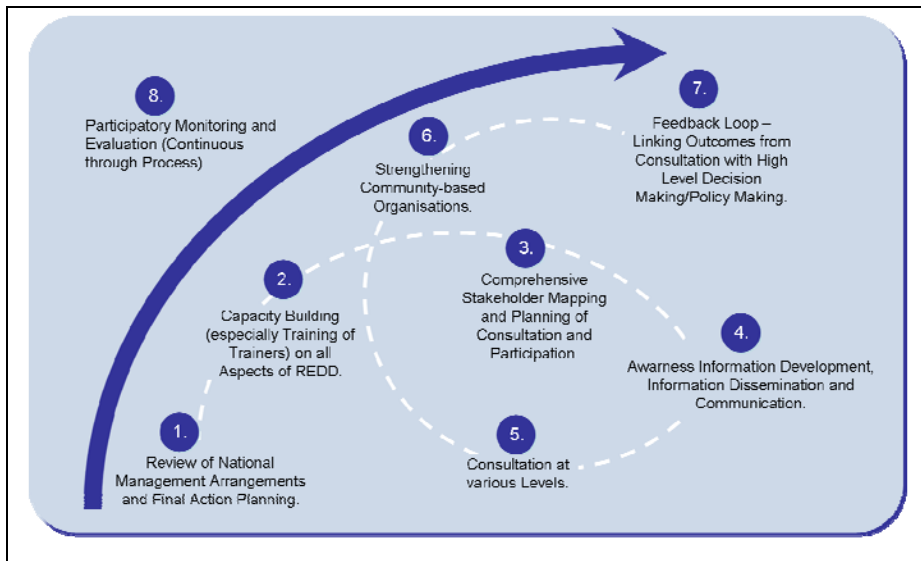 8.
Participatory Monitoring and
Evaluation (Continuous
through Process)
7.
Feedback Loop –
Linking Outcomes from
Consultation with High
Level Decision
Making/Policy Making.
6.
Strengthening
Community-based
Organisations.
2.
Capacity Building
(especially Training of
Trainers) on all
Aspects of REDD.
3.
Comprehensive
Stakeholder Mapping
and Planning of
Consultation and
Participation
4.
Awarness Information Development,
Information Dissemination and
Communication.
1.
Review of National
Management Arrangements
and Final Action Planning.
5.
Consultation at
various Levels.